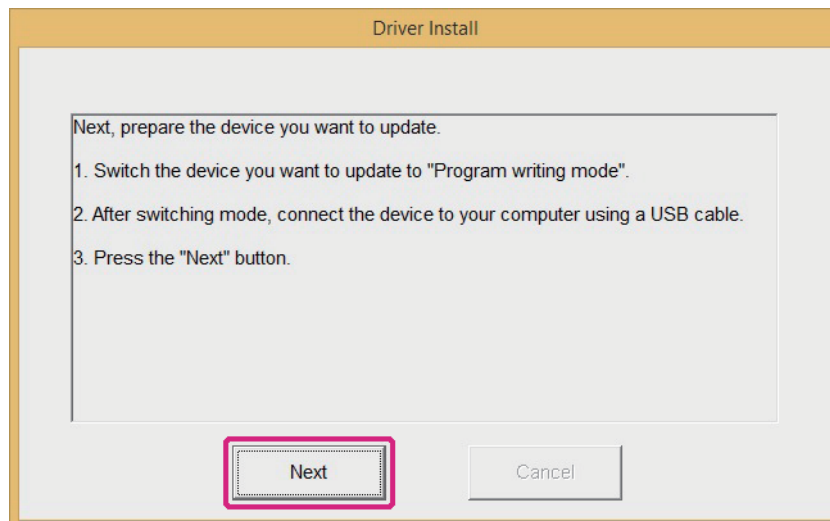 Driver Install
Next, prepare the device you want to update.
1. Switch the device you want to update to "Program writing mode".
2. After switching mode, connect the device to your computer using a USB cable.
3. Press the "Next" button.
Next
Cancel